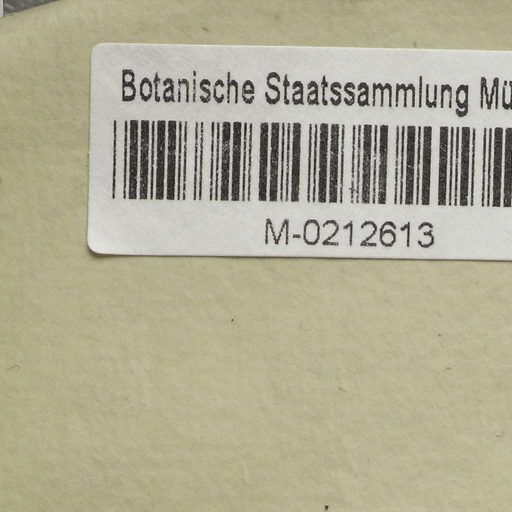 Botanische Staatssammlung Mü
M-0212613